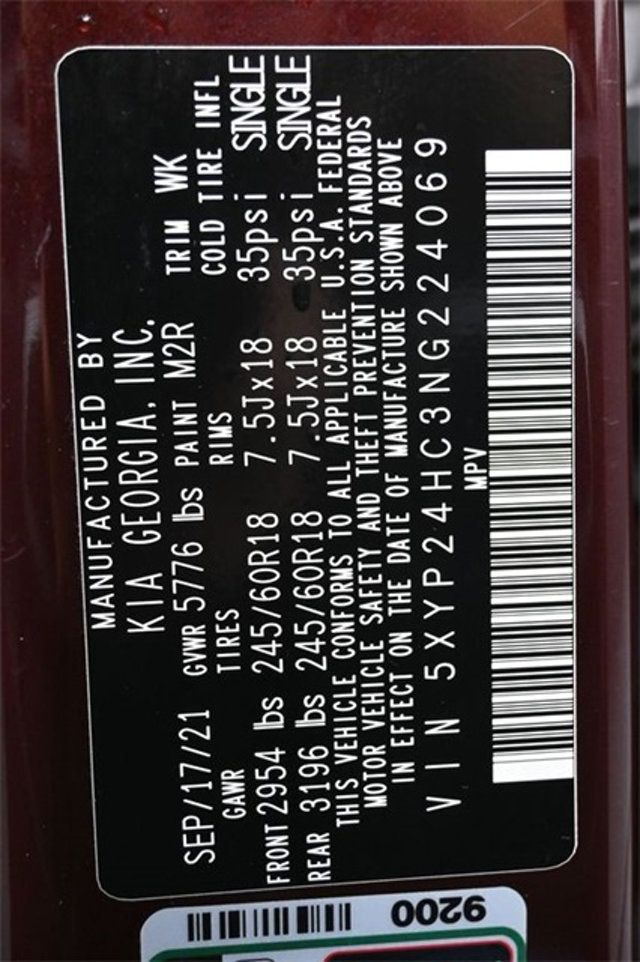 MANUFACTURED BY
KIA GEORGIA, INC.
SEP/17/21 GVWR 5776 lbs PAINT M2R TRIM WK
GAWR TIRES RIMS COLD TIRE INFL
FRONT 2954 lbs 245/60R18 7.5Jx18 35psi SINGLE
REAR 3196 lbs 245/60R18 7.5Jx18 35psi SINGLE
THIS VEHICLE CONFORMS TO ALL APPLICABLE U.S.A. FEDERAL
MOTOR VEHICLE SAFETY AND THEFT PREVENTION STANDARDS
IN EFFECT ON THE DATE OF MANUFACTURE SHOWN ABOVE
VIN 5XYP24HC3NG224069
MPV
9200